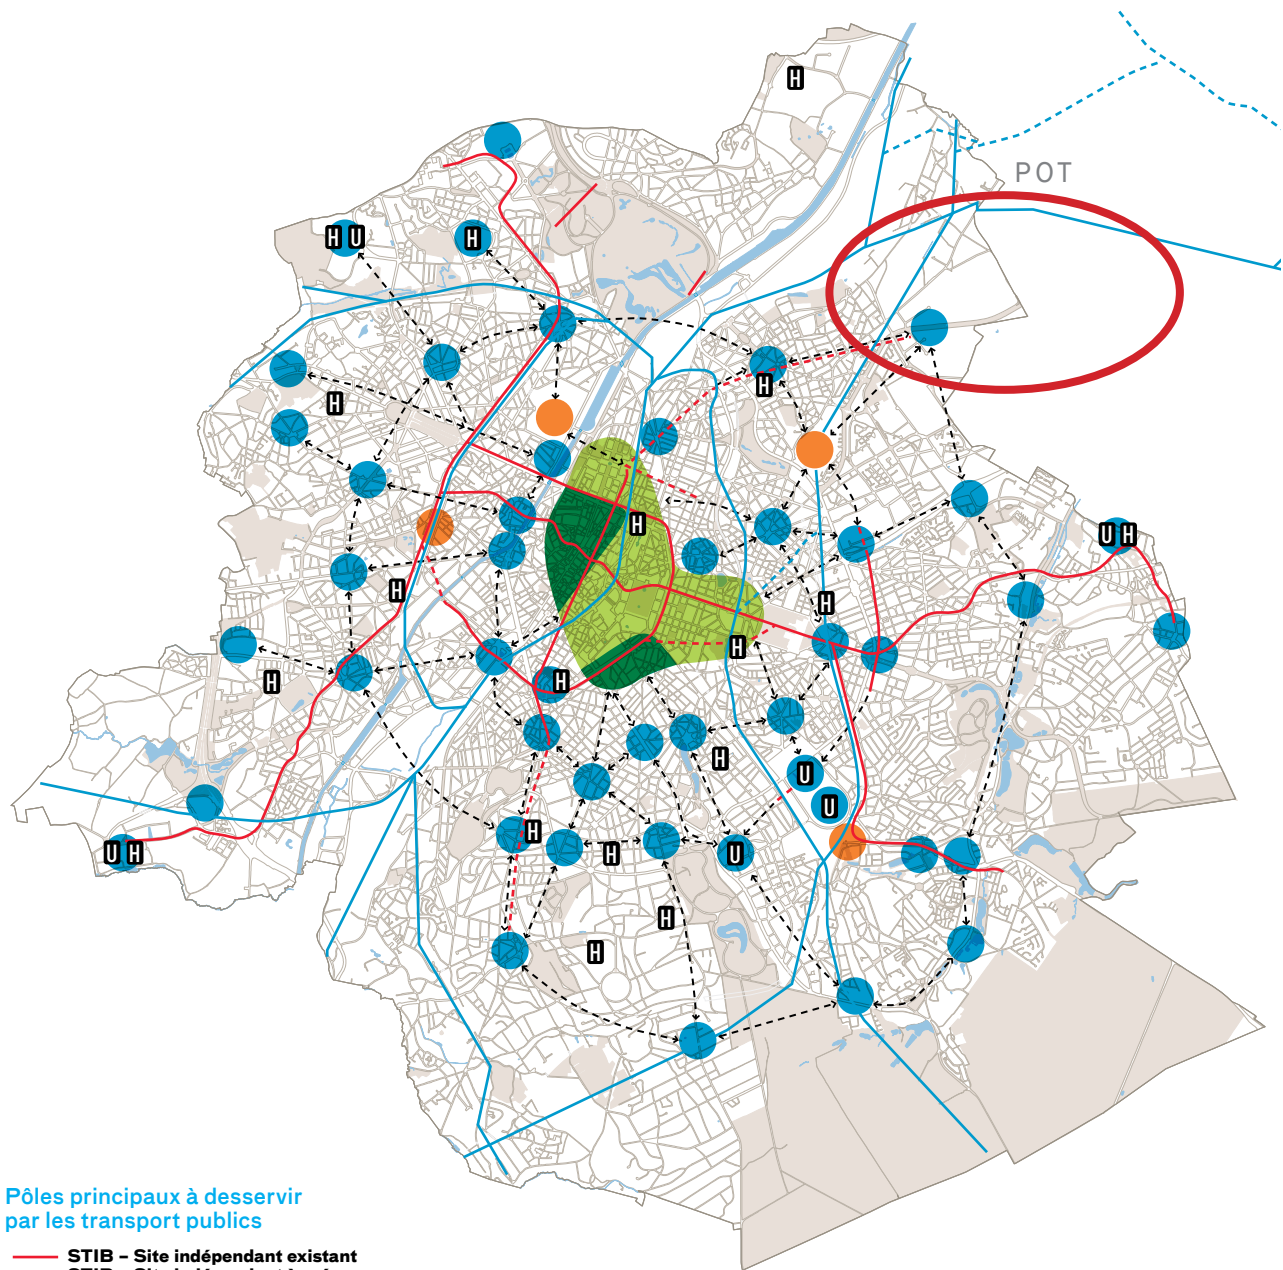 H
POT
H U
H
H
H
H
U H
H
H
H
H
H
H
U
U
H
U H
H
U
H
H
Pôles principaux à desservir
par les transport publics
STIB – Site indépendant existant